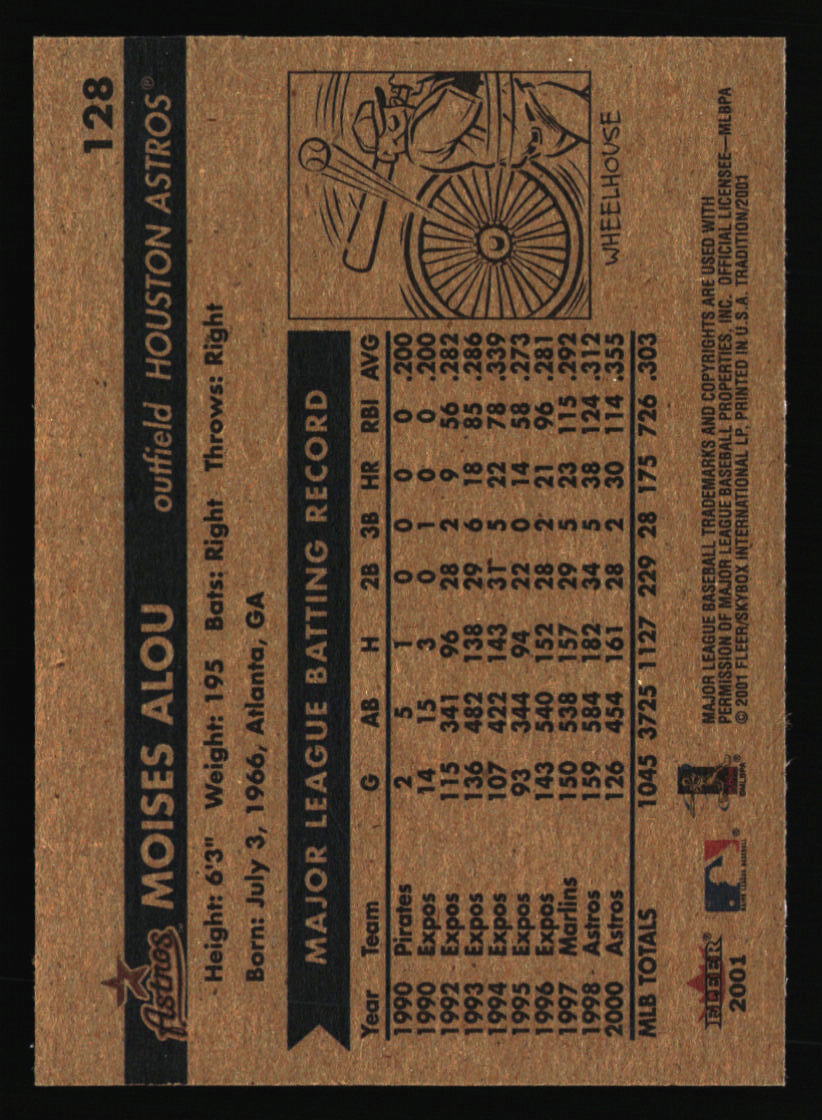 128
Astros MOISES ALOU outfield HOUSTON ASTROS®
Height: 6'3" Weight: 195 Bats: Right Throws: Right
Born: July 3, 1966, Atlanta, GA
MAJOR LEAGUE BATTING RECORD
Year Team G AB H 2B 3B HR RBI AVG
1990 Pirates 2 5 1 0 0 0 0 .200
1990 Expos 14 15 3 0 1 0 0 .200
1992 Expos 115 341 96 28 2 9 56 .282
1993 Expos 136 482 138 29 6 18 85 .286
1994 Expos 107 422 143 31 5 22 78 .339
1995 Expos 93 344 94 22 0 14 58 .273
1996 Expos 143 540 152 28 2 21 96 .281
1997 Marlins 150 538 157 29 5 23 115 .292
1998 Astros 159 584 182 34 5 38 124 .312
2000 Astros 126 454 161 28 2 30 114 .355
MLB TOTALS 1045 3725 1127 229 28 175 726 .303
WHEELHOUSE
FLEER®
2001
MAJOR LEAGUE BASEBALL®
©MLBPA
MAJOR LEAGUE BASEBALL TRADEMARKS AND COPYRIGHTS ARE USED WITH
PERMISSION OF MAJOR LEAGUE BASEBALL PROPERTIES, INC. OFFICIAL LICENSEE—MLBPA
© 2001 FLEER/SKYBOX INTERNATIONAL LP, PRINTED IN U.S.A. TRADITION/2001